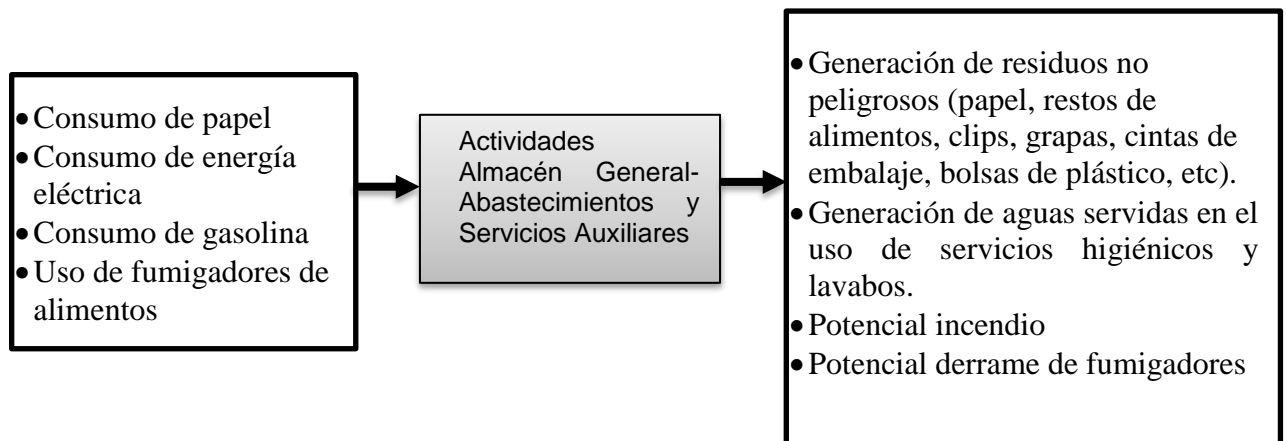 •Consumo de papel
•Consumo de energía
eléctrica
•Consumo de gasolina
•Uso de fumigadores de
alimentos
Actividades
Almacén General-
Abastecimientos y
Servicios Auxiliares
•Generación de residuos no
peligrosos (papel, restos de
alimentos, clips, grapas, cintas de
embalaje, bolsas de plástico, etc).
•Generación de aguas servidas en el
uso de servicios higiénicos y
lavabos.
•Potencial incendio
•Potencial derrame de fumigadores